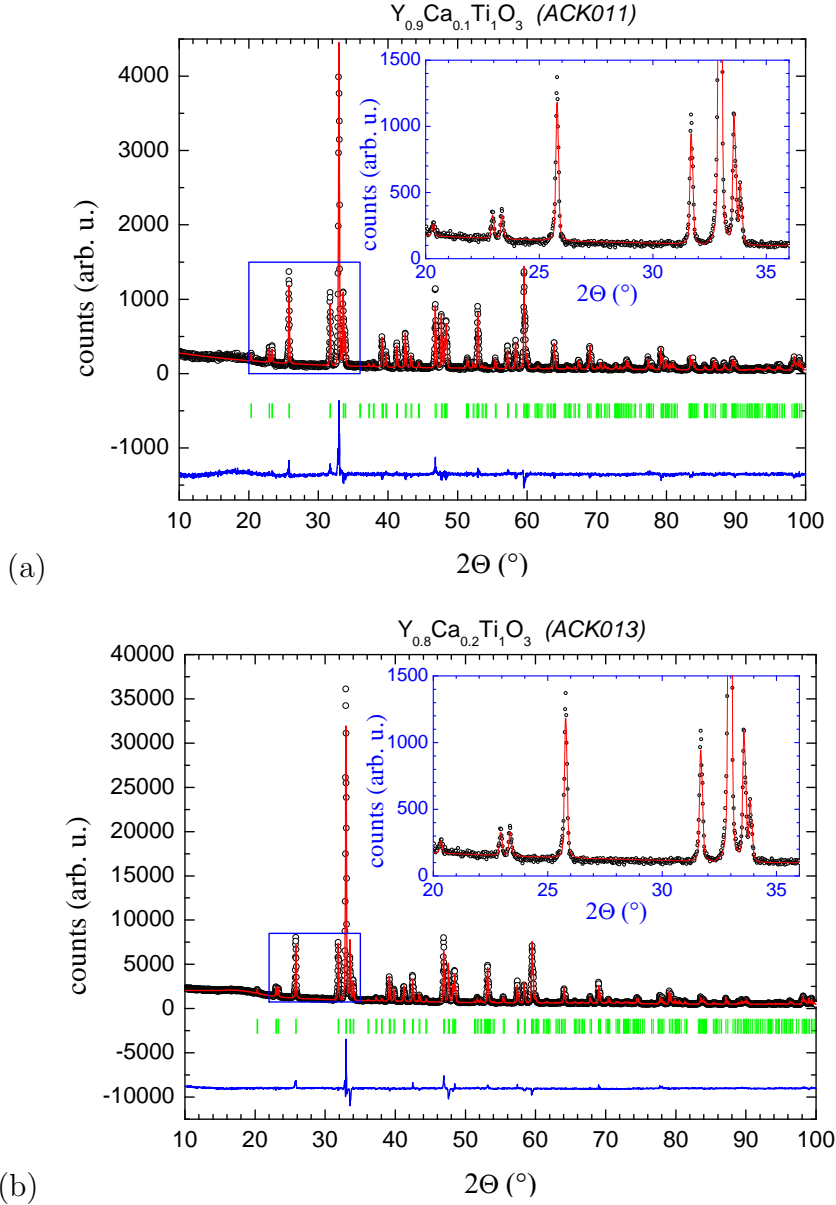 Y0.9Ca0.1Ti1O3 (ACK011)
4000
3000
2000
1000
0
-1000
counts (arb. u.)
10 20 30 40 50 60 70 80 90 100
2Θ (°)
1500
1000
500
0
counts (arb. u.)
20 25 30 35
2Θ (°)
(a)
Y0.8Ca0.2Ti1O3 (ACK013)
40000
35000
30000
25000
20000
15000
10000
5000
0
-5000
-10000
counts (arb. u.)
10 20 30 40 50 60 70 80 90 100
2Θ (°)
1500
1000
500
0
counts (arb. u.)
20 25 30 35
2Θ (°)
(b)